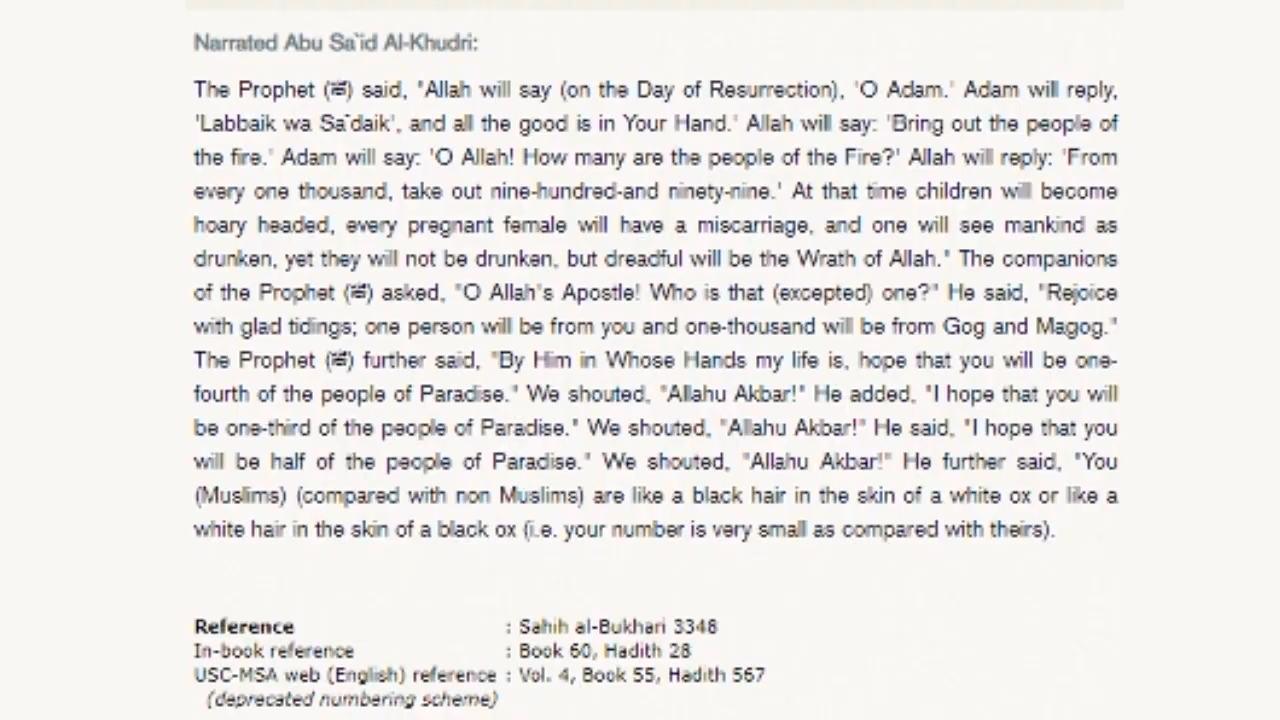 Narrated Abu Sa`id Al-Khudri:
The Prophet (ﷺ) said, "Allah will say (on the Day of Resurrection), 'O Adam.' Adam will reply,
'Labbaik wa Sa`daik', and all the good is in Your Hand.' Allah will say: 'Bring out the people of
the fire.' Adam will say: 'O Allah! How many are the people of the Fire?' Allah will reply: 'From
every one thousand, take out nine-hundred-and ninety-nine.' At that time children will become
hoary headed, every pregnant female will have a miscarriage, and one will see mankind as
drunken, yet they will not be drunken, but dreadful will be the Wrath of Allah." The companions
of the Prophet (ﷺ) asked, "O Allah's Apostle! Who is that (excepted) one?" He said, "Rejoice
with glad tidings; one person will be from you and one-thousand will be from Gog and Magog."
The Prophet (ﷺ) further said, "By Him in Whose Hands my life is, hope that you will be one-
fourth of the people of Paradise." We shouted, "Allahu Akbar!" He added, "I hope that you will
be one-third of the people of Paradise." We shouted, "Allahu Akbar!" He said, "I hope that you
will be half of the people of Paradise." We shouted, "Allahu Akbar!" He further said, "You
(Muslims) (compared with non Muslims) are like a black hair in the skin of a white ox or like a
white hair in the skin of a black ox (i.e. your number is very small as compared with theirs).
Reference : Sahih al-Bukhari 3348
In-book reference : Book 60, Hadith 28
USC-MSA web (English) reference : Vol. 4, Book 55, Hadith 567
(deprecated numbering scheme)